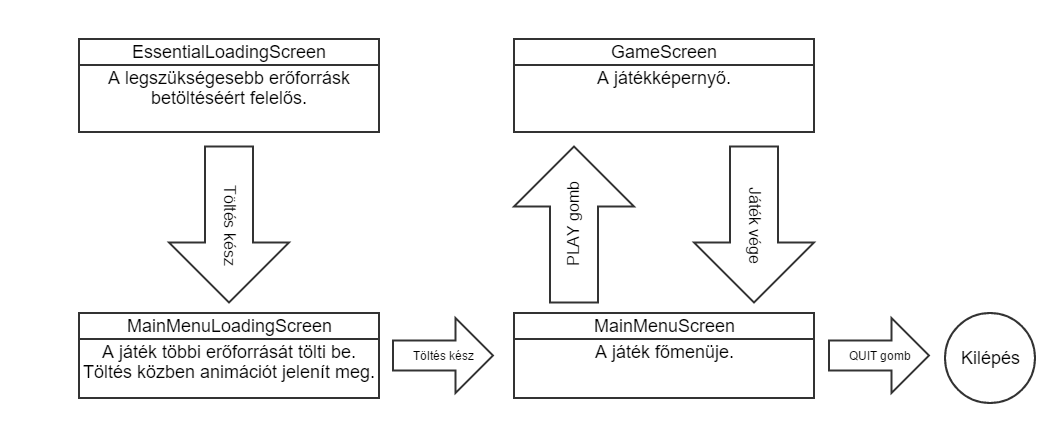 EssentialLoadingScreen
A legszükségesebb erőforrásk
betöltéséért felelős.
GameScreen
A játékképernyő.
Töltés kész
PLAY gomb
Játék vége
MainMenuLoadingScreen
A játék többi erőforrását tölti be.
Töltés közben animációt jelenít meg.
Töltés kész
MainMenuScreen
A játék főmenüje.
QUIT gomb
Kilépés